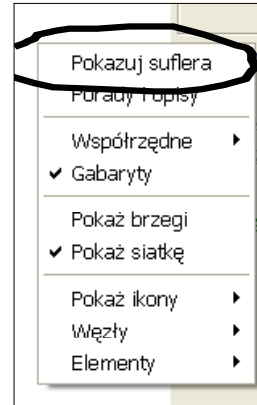 Pokazuj suflera
Porady i opisy
Współrzędne
Gabaryty
Pokaż brzegi
Pokaż siatkę
Pokaż ikony
Węzły
Elementy